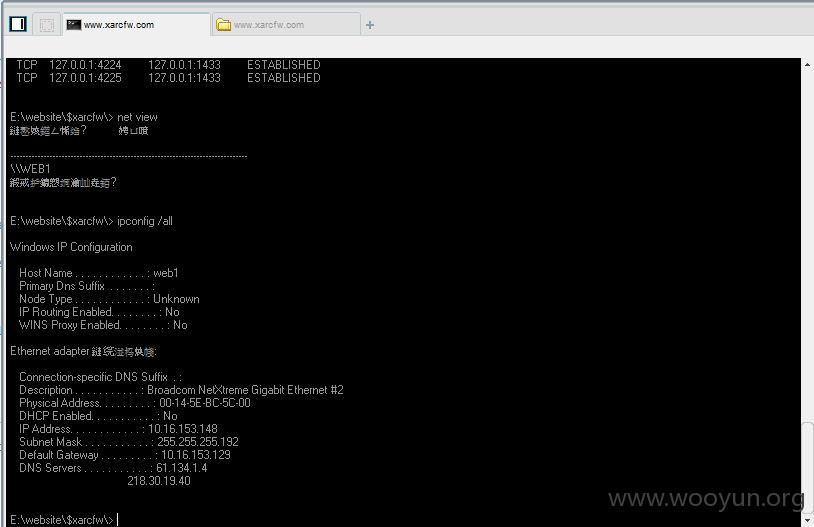 www.xarcfw.com
www.xarcfw.com
TCP 127.0.0.1:4224 127.0.0.1:1433 ESTABLISHED
TCP 127.0.0.1:4225 127.0.0.1:1433 ESTABLISHED
E:\website\$xarcfw\> net view
-------------------------------------------------------------------------------
\\WEB1
E:\website\$xarcfw\> ipconfig /all
Windows IP Configuration
Host Name . . . . . . . . . . . . : web1
Primary Dns Suffix . . . . . . . :
Node Type . . . . . . . . . . . . : Unknown
IP Routing Enabled. . . . . . . . : No
WINS Proxy Enabled. . . . . . . . : No
Ethernet adapter
Connection-specific DNS Suffix . :
Description . . . . . . . . . . . : Broadcom NetXtreme Gigabit Ethernet #2
Physical Address. . . . . . . . . : 00-14-5E-BC-5C-00
DHCP Enabled. . . . . . . . . . . : No
IP Address. . . . . . . . . . . . : 10.16.153.148
Subnet Mask . . . . . . . . . . . : 255.255.255.192
Default Gateway . . . . . . . . . : 10.16.153.129
DNS Servers . . . . . . . . . . . : 61.134.1.4
218.30.19.40
E:\website\$xarcfw\>
www.wooyun.org